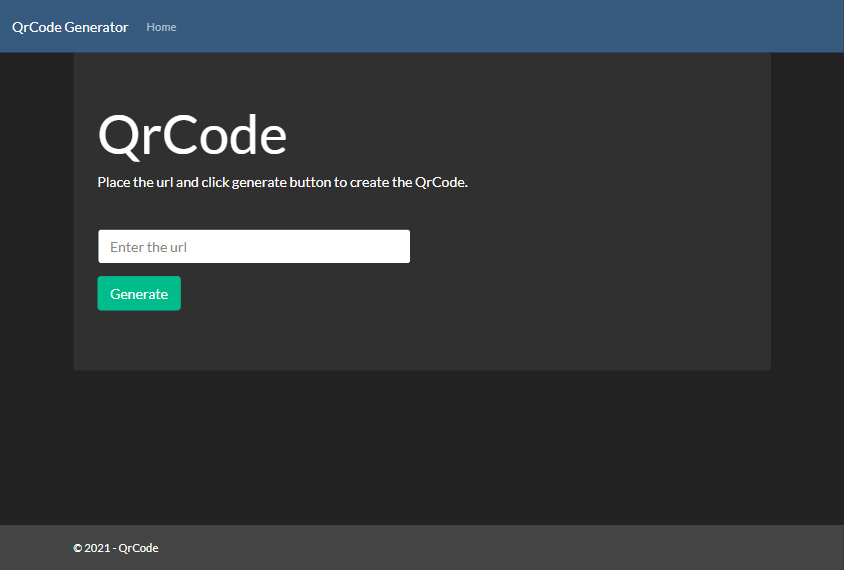 QrCode Generator Home
QrCode
Place the url and click generate button to create the QrCode.
Enter the url
Generate
© 2021 - QrCode